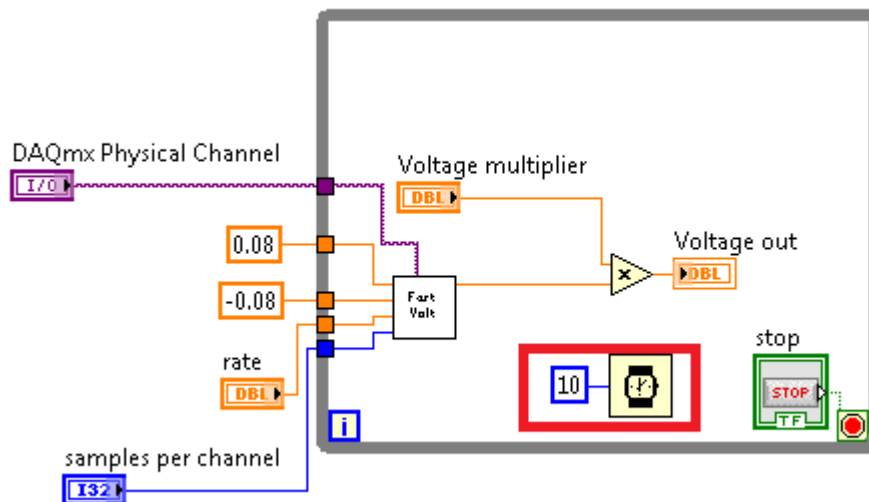 DAQmx Physical Channel
I/O
Voltage multiplier
DBL
0.08
Voltage out
DBL
x
-0.08
Fart
Volt
rate
DBL
10
stop
STOP
TF
i
samples per channel
I32